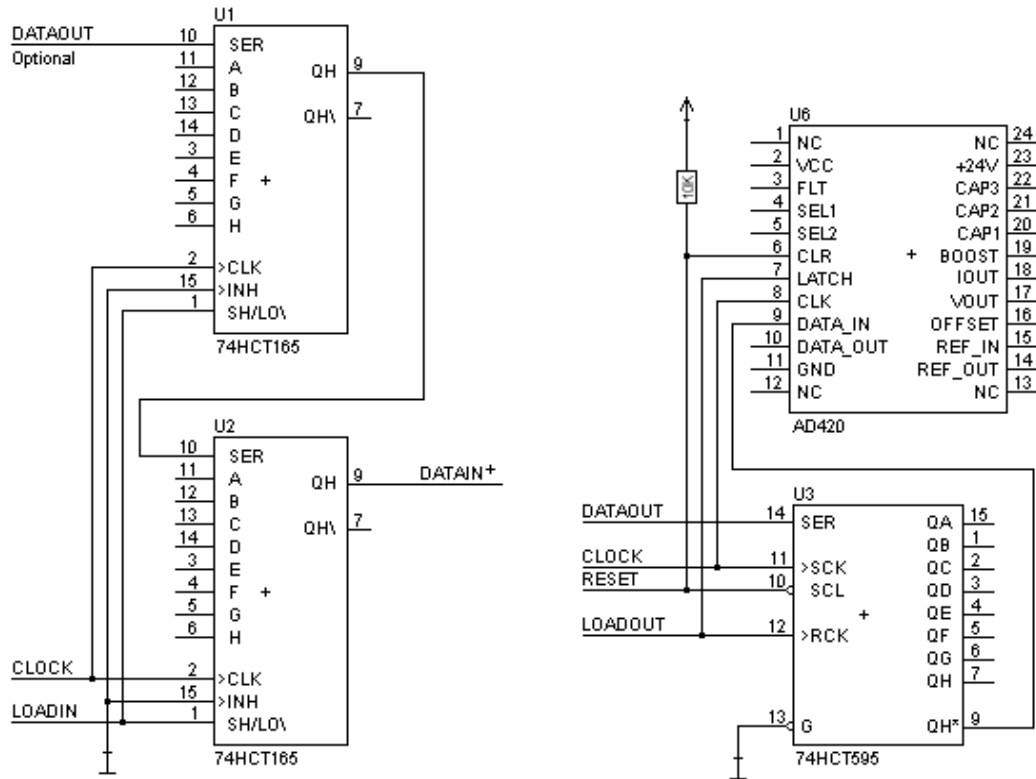 U1
DATAOUT
Optional
10 SER
11 A
12 B
13 C
14 D
3 E
4 F +
5 G
6 H
2 >CLK
15 >INH
1 SH/LO\
QH 9
QH\ 7
74HCT165
U2
10 SER
11 A
12 B
13 C
14 D
3 E
4 F +
5 G
6 H
CLOCK 2 >CLK
15 >INH
LOADIN 1 SH/LO\
QH 9 DATAIN+
QH\ 7
74HCT165
10K
U6
1 NC NC 24
2 VCC +24V 23
3 FLT CAP3 22
4 SEL1 CAP2 21
5 SEL2 CAP1 20
6 CLR + BOOST 19
7 LATCH IOUT 18
8 CLK VOUT 17
9 DATA_IN OFFSET 16
10 DATA_OUT REF_IN 15
11 GND REF_OUT 14
12 NC NC 13
AD420
U3
DATAOUT 14 SER QA 15
QB 1
CLOCK 11 >SCK QC 2
RESET 10 SCL QD 3
+ QE 4
LOADOUT 12 >RCK QF 5
QG 6
QH 7
13 G QH* 9
74HCT595